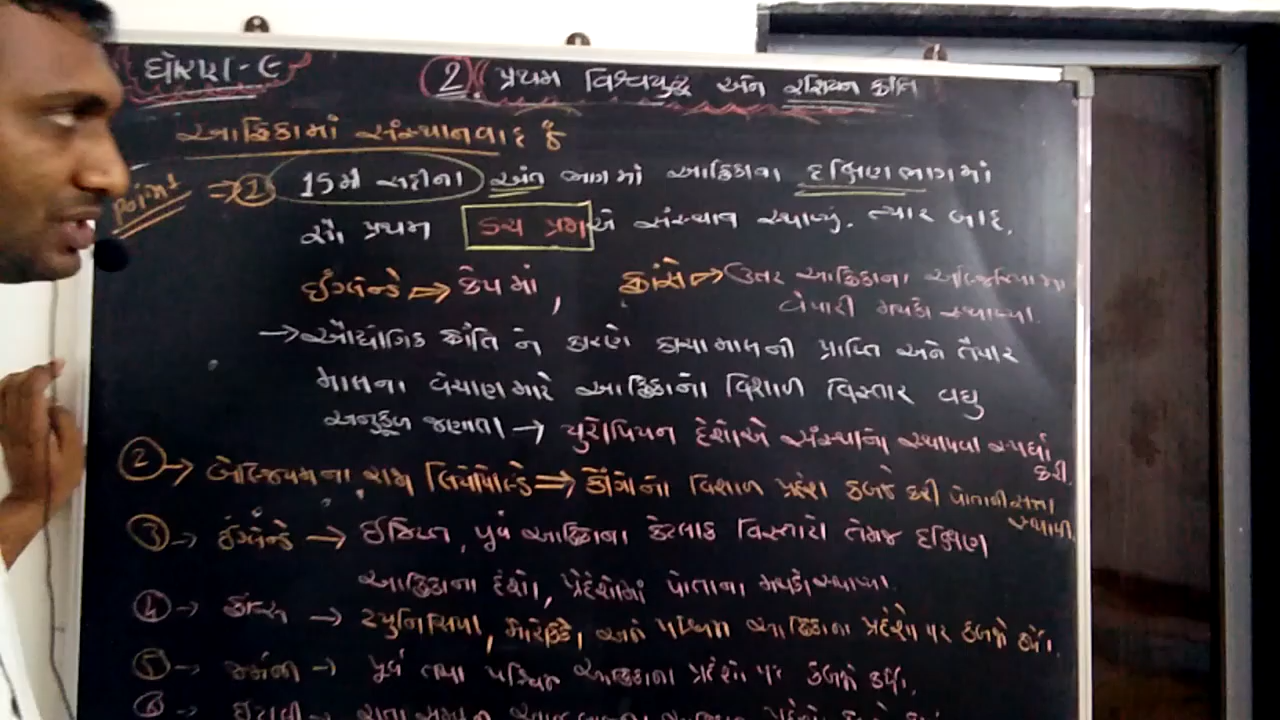 ધોરણ-૯
2. પ્રથમ વિશ્વયુદ્ધ અને રશિયન ક્રાંતિ
આફ્રિકામાં સંસ્થાનવાદ
Point ⇒ 1 15મી સદીના અંત ભાગમાં આફ્રિકાના દક્ષિણ ભાગમાં
સૌ પ્રથમ ડચ પ્રજાએ સંસ્થાન સ્થાપ્યું. ત્યાર બાદ,
ઈંગ્લેન્ડે ⇒ કેપમાં, ફ્રાંસે ⇒ ઉત્તર આફ્રિકાના અલ્જિરિયામાં
વેપારી મથકો સ્થાપ્યા.
→ ઔદ્યોગિક ક્રાંતિ ને કારણે કાચામાલની પ્રાપ્તિ અને તૈયાર
માલના વેચાણ માટે આફ્રિકાનો વિશાળ વિસ્તાર વધુ
અનુકૂળ જણાતા → યુરોપિયન દેશોએ સંસ્થાનો સ્થાપવા સ્પર્ધા
કરી.
2 → બેલ્જિયમના રાજા લિયોપોલ્ડે ⇒ કોંગોના વિશાળ પ્રદેશ કબજે કરી પોતાની સત્તા
સ્થાપી.
3 → ઈંગ્લેન્ડે → ઈજિપ્ત, પૂર્વ આફ્રિકાના કેટલાક વિસ્તારો તેમજ દક્ષિણ
આફ્રિકાના દેશો, પ્રદેશોમાં પોતાના મથકો સ્થાપ્યા.
4 → ફ્રાન્સ → ટ્યુનિસિયા, મોરોક્કો, અને પશ્ચિમ આફ્રિકાના પ્રદેશો પર કબજો કર્યો.
5 → જર્મની → પૂર્વ તથા પશ્ચિમ આફ્રિકાના પ્રદેશો પર કબજો કર્યો.
6 → ઈટાલી →